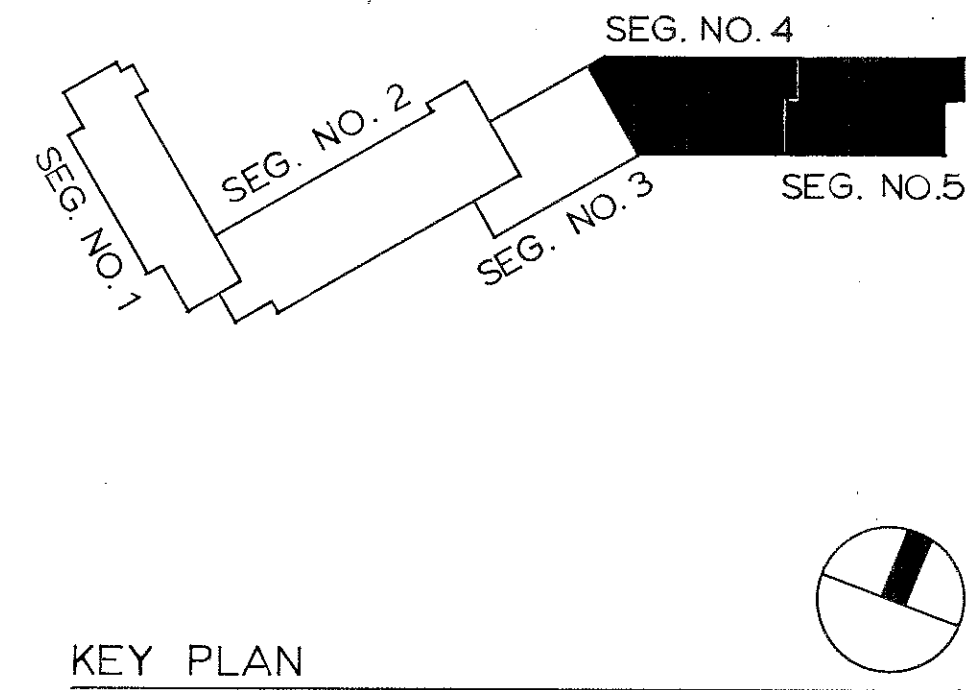 SEG. NO. 4
SEG. NO. 2
SEG. NO. 1
SEG. NO. 3
SEG. NO.5
KEY PLAN